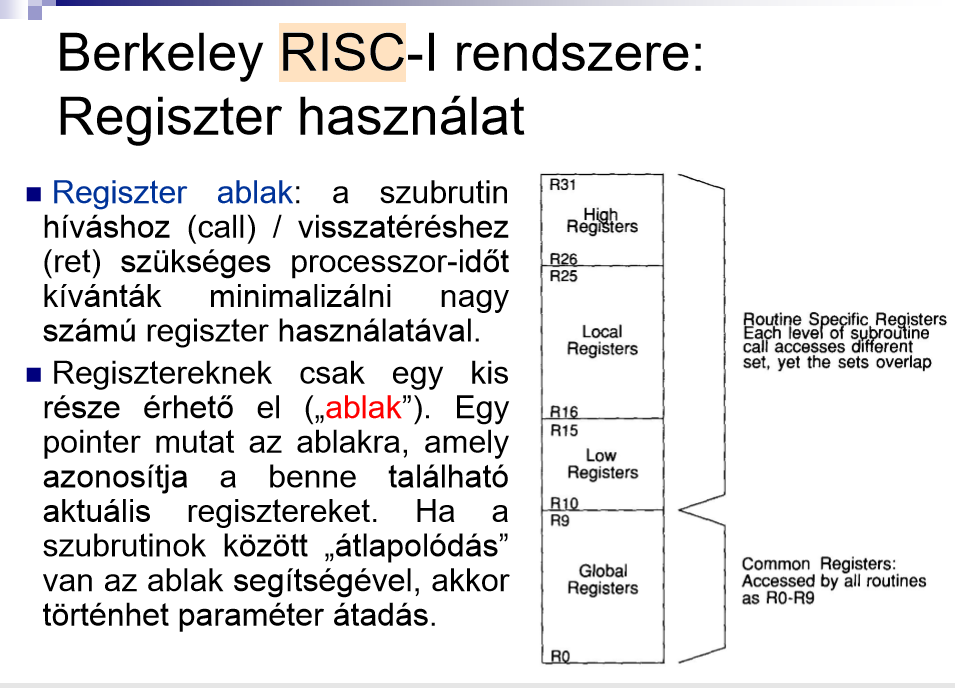 Berkeley RISC-I rendszere:
Regiszter használat
Regiszter ablak: a szubrutin
híváshoz (call) / visszatéréshez
(ret) szükséges processzor-időt
kívánták minimalizálni nagy
számú regiszter használatával.
Regisztereknek csak egy kis
része érhető el („ablak”). Egy
pointer mutat az ablakra, amely
azonosítja a benne található
aktuális regisztereket. Ha a
szubrutinok között „átlapolódás”
van az ablak segítségével, akkor
történhet paraméter átadás.
R31
High
Registers
R26
R25
Local
Registers
R16
R15
Low
Registers
R10
R9
Global
Registers
R0
Routine Specific Registers
Each level of subroutine
call accesses different
set, yet the sets overlap
Common Registers:
Accessed by all routines
as R0-R9